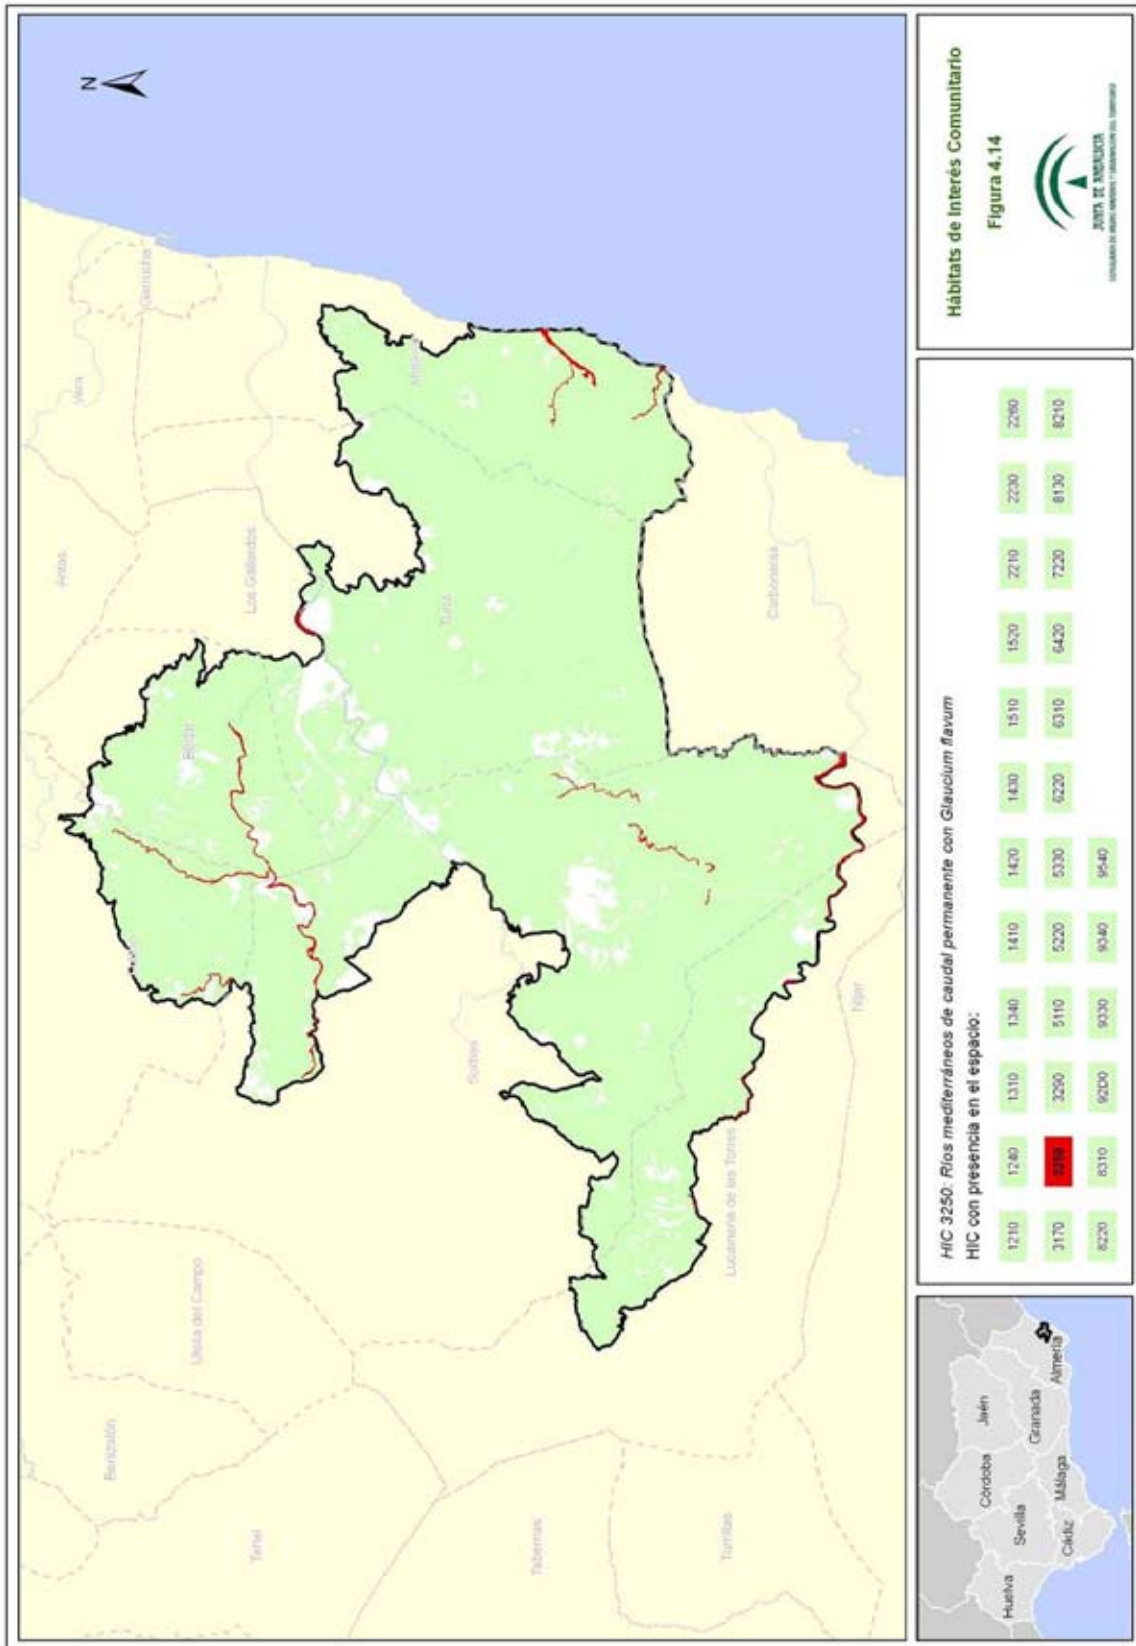 N
Antas
Vera
Garrucha
Los Gallardos
Bédar
Mojácar
Turre
Benizalón
Uleila del Campo
Tahal
Sorbas
Carboneras
Tabernas
Lucainena de las Torres
Níjar
Turrillas
Huelva
Sevilla
Córdoba
Jaén
Cádiz
Málaga
Granada
Almería
HIC 3250: Ríos mediterráneos de caudal permanente con Glaucium flavum
HIC con presencia en el espacio:
1210 1240 1310 1340 1410 1420 1430 1510 1520 2210 2230 2260
3170 3250 3290 5110 5220 5330 6220 6310 6420 7220 8130 8210
8220 8310 92D0 9330 9340 9540
Hábitats de Interés Comunitario
Figura 4.14
JUNTA DE ANDALUCIA